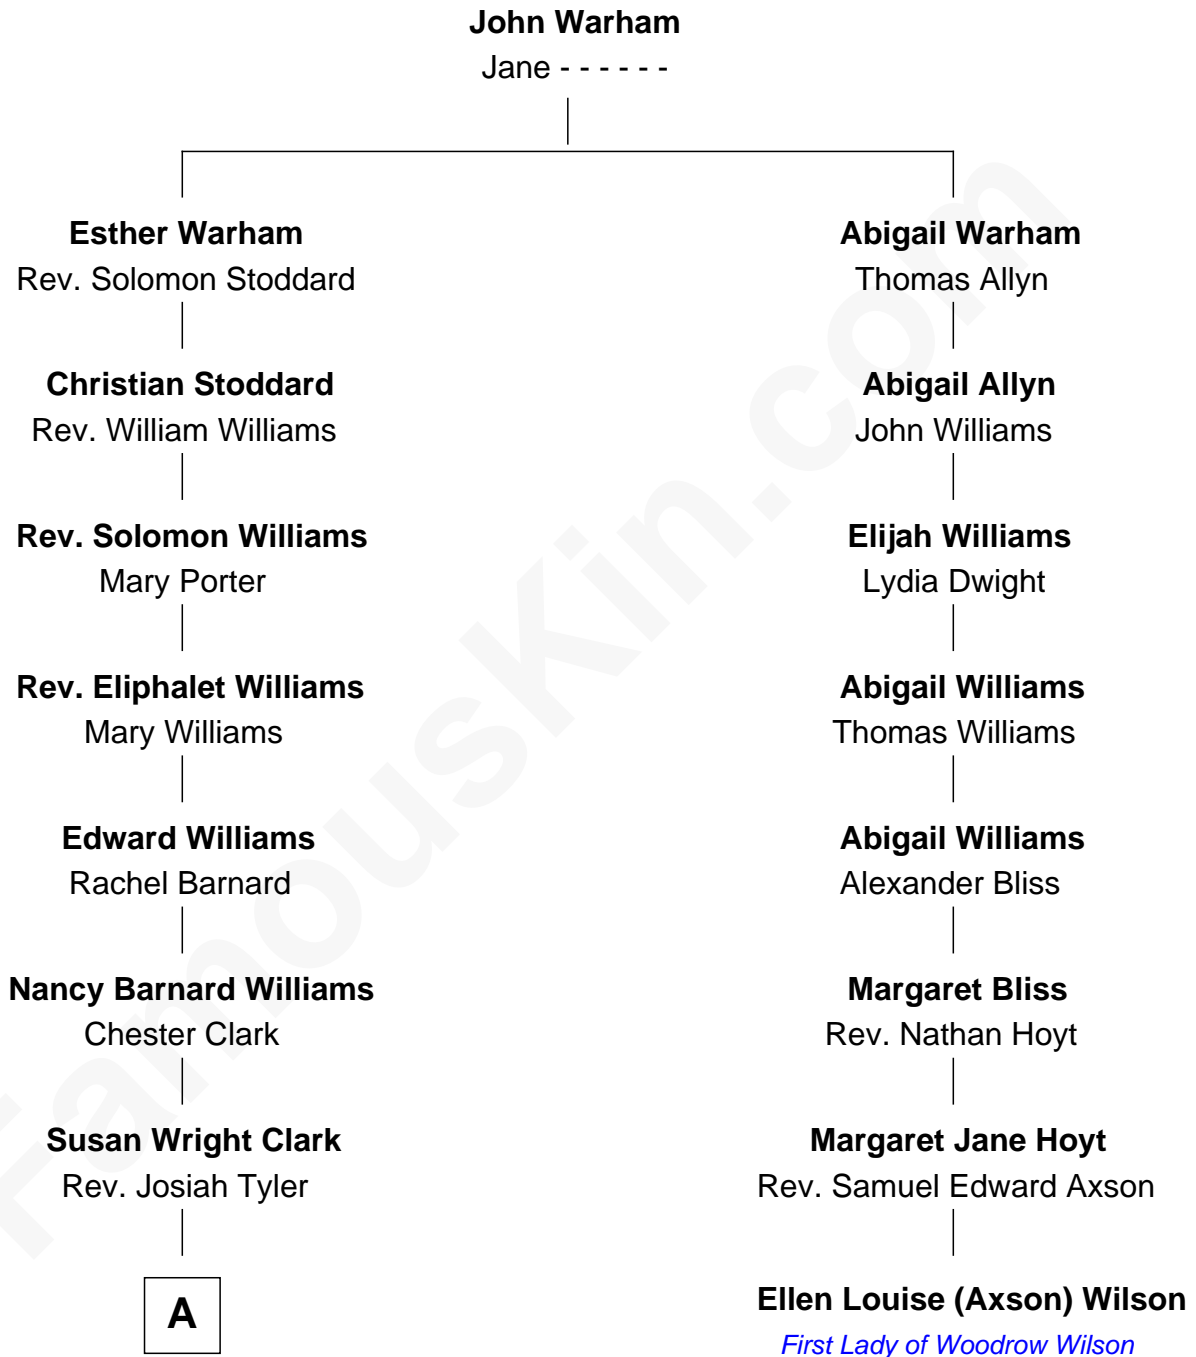 John Warham
Jane - - - - - -
Esther Warham
Rev. Solomon Stoddard
Abigail Warham
Thomas Allyn
Christian Stoddard
Rev. William Williams
Abigail Allyn
John Williams
Rev. Solomon Williams
Mary Porter
Elijah Williams
Lydia Dwight
Rev. Eliphalet Williams
Mary Williams
Abigail Williams
Thomas Williams
Edward Williams
Rachel Barnard
Abigail Williams
Alexander Bliss
Nancy Barnard Williams
Chester Clark
Margaret Bliss
Rev. Nathan Hoyt
Susan Wright Clark
Rev. Josiah Tyler
Margaret Jane Hoyt
Rev. Samuel Edward Axson
A
Ellen Louise (Axson) Wilson
First Lady of Woodrow Wilson
FamousKin.com